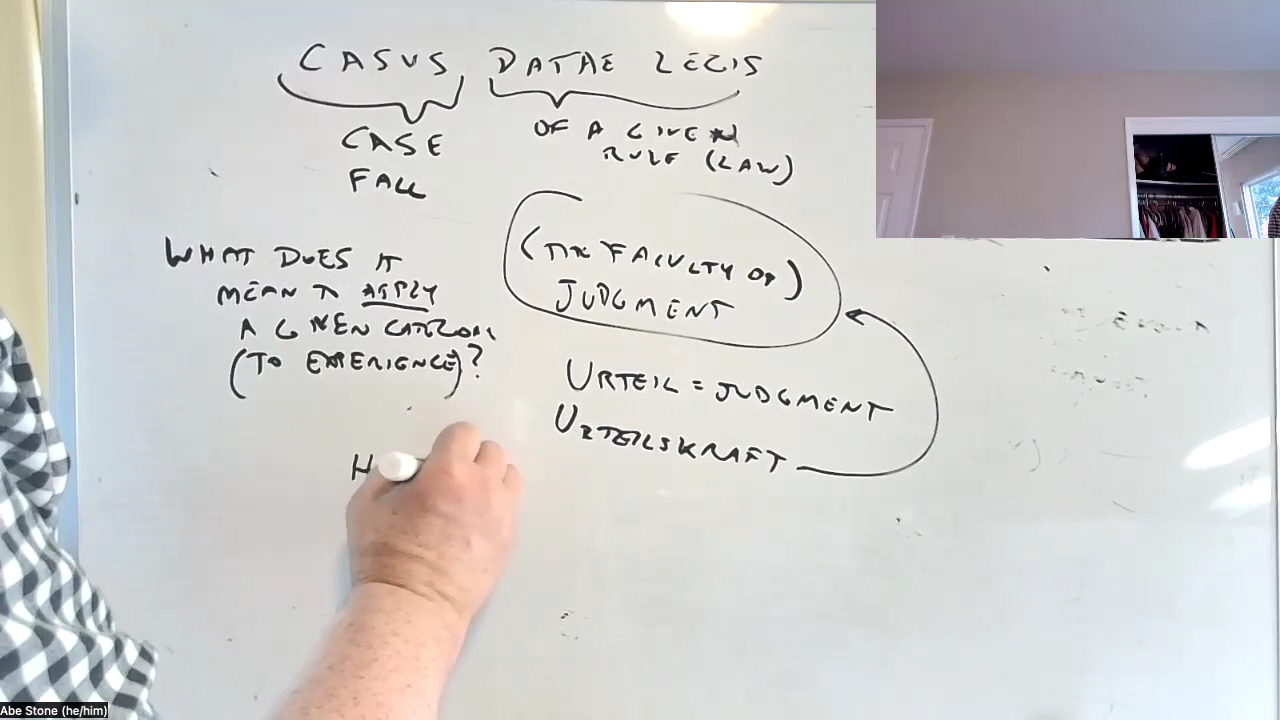 CASUS DATAE LEGIS
CASE
FALL
OF A GIVEN
RULE (LAW)
WHAT DOES IT
MEAN TO APPLY
A GIVEN CATEGORY
(TO EXPERIENCE)?
(THE FACULTY OF)
JUDGMENT
URTEIL = JUDGMENT
URTEILSKRAFT
H
Abe Stone (he/him)